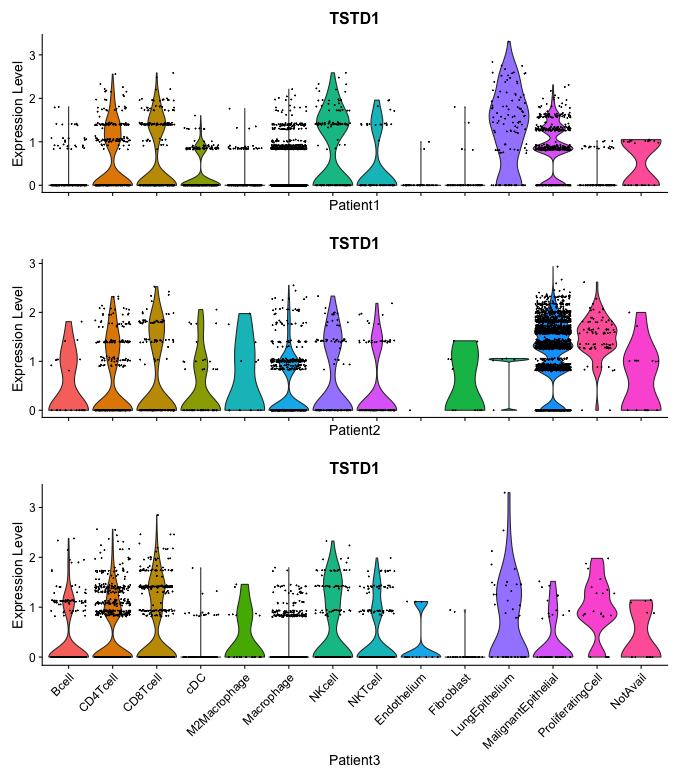 TSTD1
Expression Level
3
2
1
0
Patient1
TSTD1
Expression Level
3
2
1
0
Patient2
TSTD1
Expression Level
3
2
1
0
Bcell
CD4Tcell
CD8Tcell
cDC
M2Macrophage
Macrophage
NKcell
NKTcell
Endothelium
Fibroblast
LungEpithelium
MalignantEpithelial
ProliferatingCell
NotAvail
Patient3